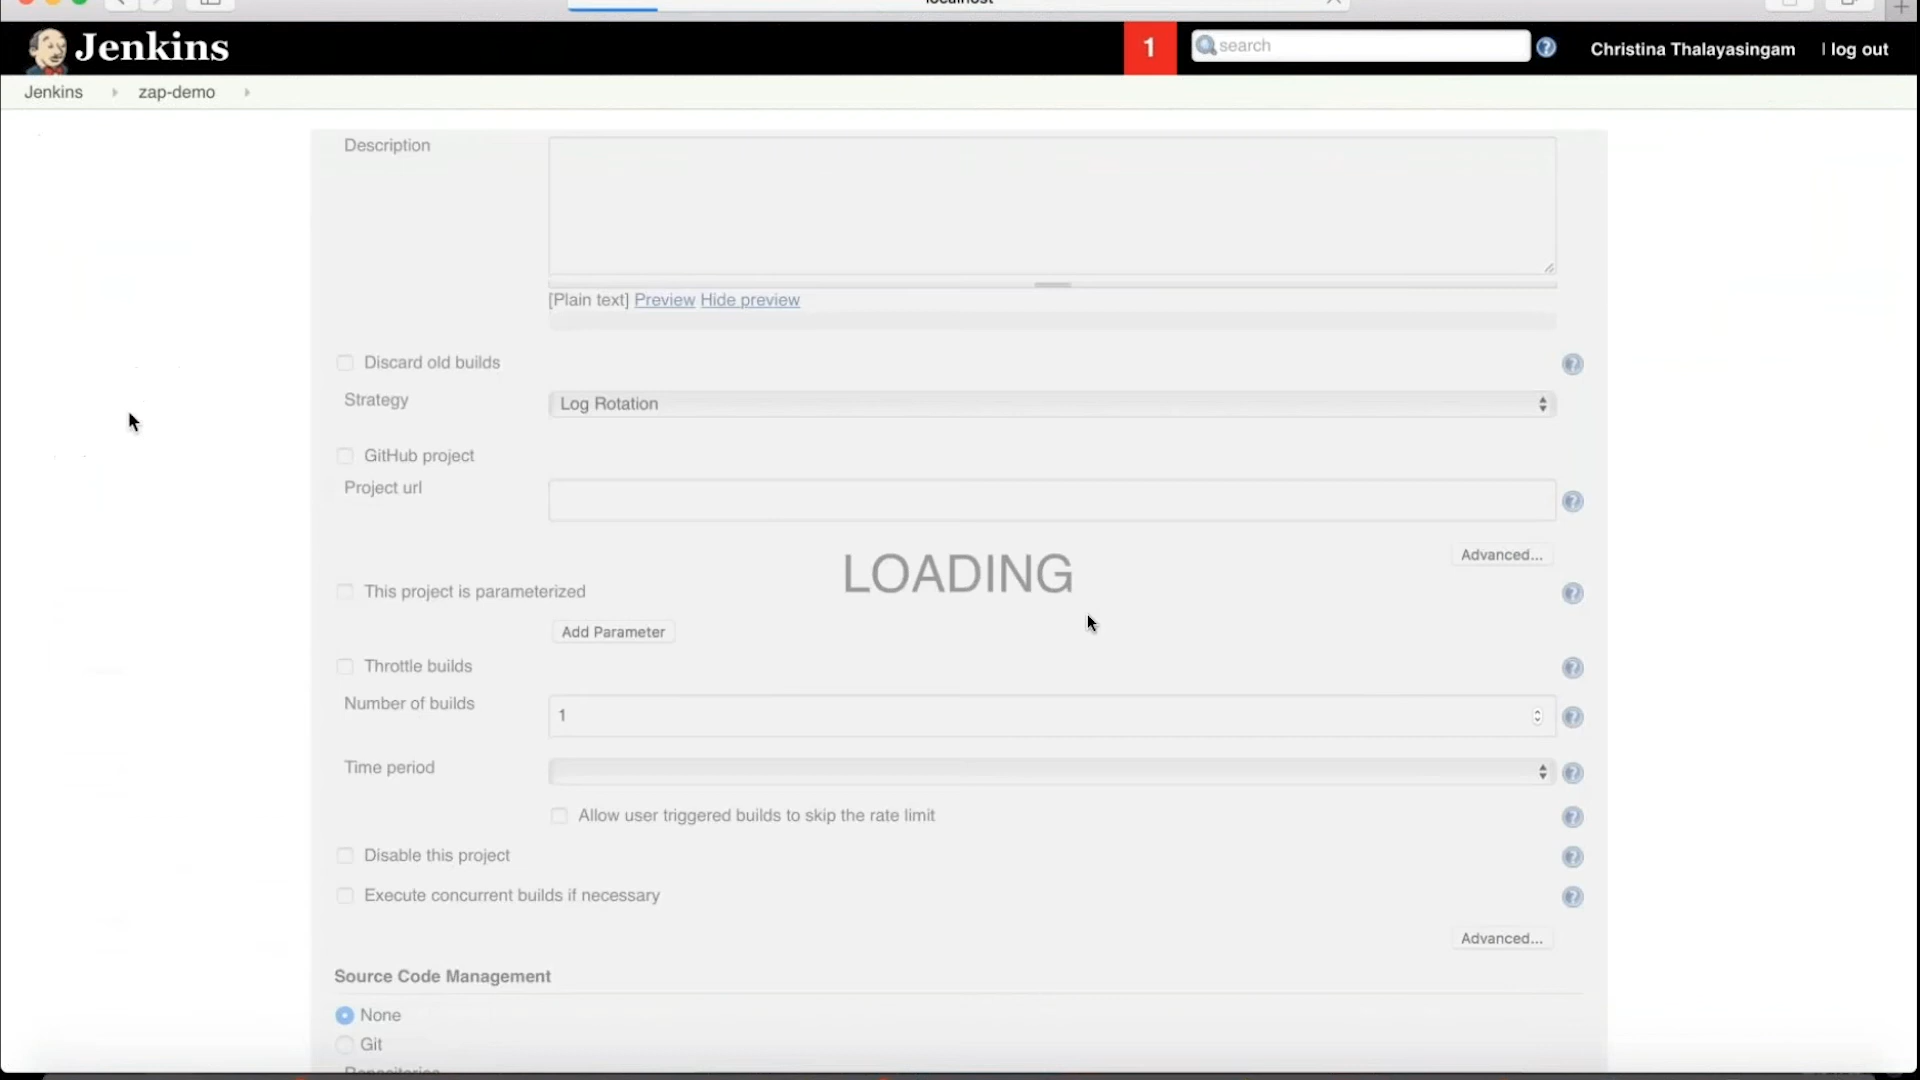 Jenkins
1
search
Christina Thalayasingam
| log out
Jenkins
zap-demo
Description
[Plain text] Preview Hide preview
Discard old builds
Strategy
Log Rotation
GitHub project
Project url
Advanced...
LOADING
This project is parameterized
Add Parameter
Throttle builds
Number of builds
1
Time period
Allow user triggered builds to skip the rate limit
Disable this project
Execute concurrent builds if necessary
Advanced...
Source Code Management
None
Git